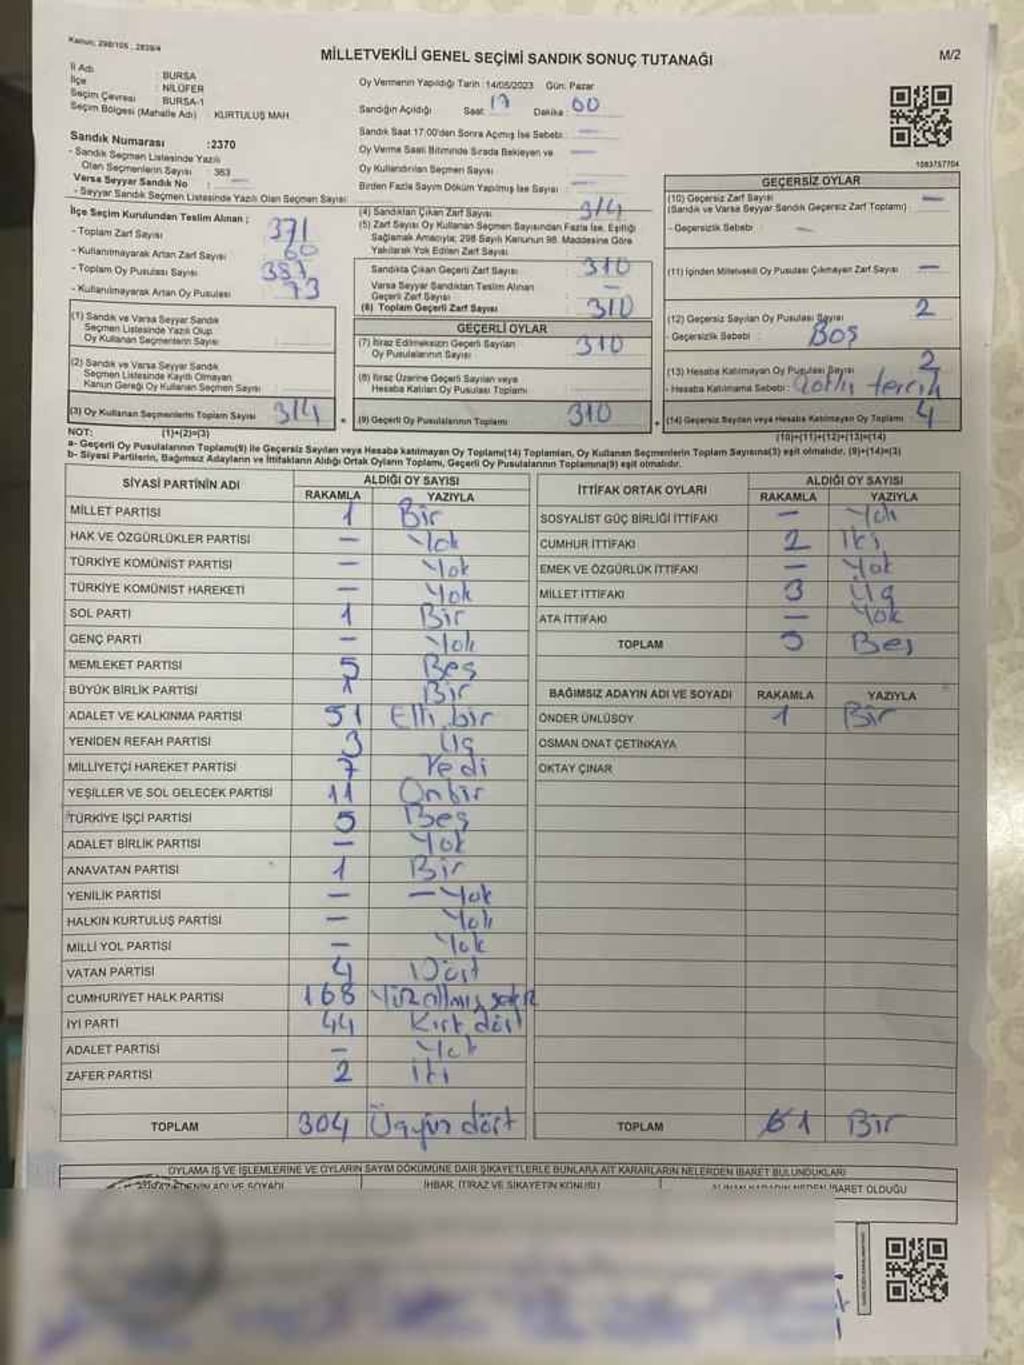 Kanun: 298/105 , 2839/4
MİLLETVEKİLİ GENEL SEÇİMİ SANDIK SONUÇ TUTANAĞI
M/2
İl Adı : BURSA
İlçe : NİLÜFER
Seçim Çevresi : BURSA-1
Seçim Bölgesi (Mahalle Adı) : KURTULUŞ MAH.
Sandık Numarası :2370
- Sandık Seçmen Listesinde Yazılı
Olan Seçmenlerin Sayısı : 363
Varsa Seyyar Sandık No : —
- Seyyar Sandık Seçmen Listesinde Yazılı Olan Seçmen Sayısı :
Oy Vermenin Yapıldığı Tarih :14/05/2023 Gün: Pazar
Sandığın Açıldığı Saat: 17 Dakika : 00
Sandık Saat 17:00'den Sonra Açılmış İse Sebebi : —
Oy Verme Saati Bitiminde Sırada Bekleyen ve —
Oy Kullandırılan Seçmen Sayısı :
Birden Fazla Sayım Döküm Yapılmış İse Sayısı : —
1083757704
İlçe Seçim Kurulundan Teslim Alınan ;
- Toplam Zarf Sayısı : 371
- Kullanılmayarak Artan Zarf Sayısı : 60
- Toplam Oy Pusulası Sayısı :
- Kullanılmayarak Artan Oy Pusulası : 73
(1) Sandık ve Varsa Seyyar Sandık
Seçmen Listesinde Yazılı Olup
Oy Kullanan Seçmenlerin Sayısı :
(2) Sandık ve Varsa Seyyar Sandık
Seçmen Listesinde Kayıtlı Olmayan
Kanun Gereği Oy Kullanan Seçmen Sayısı :
(3) Oy Kullanan Seçmenlerin Toplam Sayısı : 314
(4) Sandıktan Çıkan Zarf Sayısı : 314
(5) Zarf Sayısı Oy Kullanan Seçmen Sayısından Fazla İse, Eşitliği
Sağlamak Amacıyla; 298 Sayılı Kanunun 98. Maddesine Göre
Yakılarak Yok Edilen Zarf Sayısı :
Sandıkta Çıkan Geçerli Zarf Sayısı : 310
Varsa Seyyar Sandıktan Teslim Alınan
Geçerli Zarf Sayısı : —
(6) Toplam Geçerli Zarf Sayısı : 310
GEÇERLİ OYLAR
(7) İtiraz Edilmeksizin Geçerli Sayılan
Oy Pusulalarının Sayısı : 310
(8) İtiraz Üzerine Geçerli Sayılan veya
Hesaba Katılan Oy Pusulası Toplamı :
(9) Geçerli Oy Pusulalarının Toplamı : 310
GEÇERSİZ OYLAR
(10) Geçersiz Zarf Sayısı —
(Sandık ve Varsa Seyyar Sandık Geçersiz Zarf Toplamı) :
- Geçersizlik Sebebi : —
(11) İçinden Milletvekili Oy Pusulası Çıkmayan Zarf Sayısı : —
(12) Geçersiz Sayılan Oy Pusulası Sayısı : 2
- Geçersizlik Sebebi : Boş
(13) Hesaba Katılmayan Oy Pusulası Sayısı : 2
- Hesaba Katılmama Sebebi : tercih
(14) Geçersiz Sayılan veya Hesaba Katılmayan Oy Toplamı : 4
NOT: (1)+(2)=(3)
(10)+(11)+(12)+(13)=(14)
a- Geçerli Oy Pusulalarının Toplamı(9) ile Geçersiz Sayılan veya Hesaba katılmayan Oy Toplamı(14) Toplamları, Oy Kullanan Seçmenlerin Toplam Sayısına(3) eşit olmalıdır. (9)+(14)=(3)
b- Siyasi Partilerin, Bağımsız Adayların ve İttifakların Aldığı Ortak Oyların Toplamı, Geçerli Oy Pusulalarının Toplamına(9) eşit olmalıdır.
SİYASİ PARTİNİN ADI ALDIĞI OY SAYISI
RAKAMLA YAZIYLA
MİLLET PARTİSİ 1 Bir
HAK VE ÖZGÜRLÜKLER PARTİSİ — Yok
TÜRKİYE KOMÜNİST PARTİSİ — Yok
TÜRKİYE KOMÜNİST HAREKETİ — Yok
SOL PARTİ 1 Bir
GENÇ PARTİ — Yok
MEMLEKET PARTİSİ 5 Beş
BÜYÜK BİRLİK PARTİSİ 1 Bir
ADALET VE KALKINMA PARTİSİ 51 Elli bir
YENİDEN REFAH PARTİSİ 3 Üç
MİLLİYETÇİ HAREKET PARTİSİ 7 Yedi
YEŞİLLER VE SOL GELECEK PARTİSİ 11 Onbir
TÜRKİYE İŞÇİ PARTİSİ 5 Beş
ADALET BİRLİK PARTİSİ — Yok
ANAVATAN PARTİSİ 1 Bir
YENİLİK PARTİSİ — — Yok
HALKIN KURTULUŞ PARTİSİ — Yok
MİLLİ YOL PARTİSİ — Yok
VATAN PARTİSİ 4 Dört
CUMHURİYET HALK PARTİSİ 168 Yüz altmış sekiz
İYİ PARTİ 44 Kırk dört
ADALET PARTİSİ — Yok
ZAFER PARTİSİ 2 İki
TOPLAM 304 Üçyüz dört
İTTİFAK ORTAK OYLARI ALDIĞI OY SAYISI
RAKAMLA YAZIYLA
SOSYALİST GÜÇ BİRLİĞİ İTTİFAKI — Yok
CUMHUR İTTİFAKI 2 İki
EMEK VE ÖZGÜRLÜK İTTİFAKI — Yok
MİLLET İTTİFAKI 3 Üç
ATA İTTİFAKI — Yok
TOPLAM 5 Beş
BAĞIMSIZ ADAYIN ADI VE SOYADI RAKAMLA YAZIYLA
ÖNDER ÜNLÜSOY 1 Bir
OSMAN ONAT ÇETİNKAYA
OKTAY ÇINAR
TOPLAM 1 Bir
OYLAMA İŞ VE İŞLEMLERİNE VE OYLARIN SAYIM DÖKÜMÜNE DAİR ŞİKAYETLERLE BUNLARA AİT KARARLARIN NELERDEN İBARET BULUNDUKLARI
ADI VE SOYADI İHBAR, İTİRAZ VE ŞİKAYETİN KONUSU ALINAN KARARIN NEDEN İBARET OLDUĞU